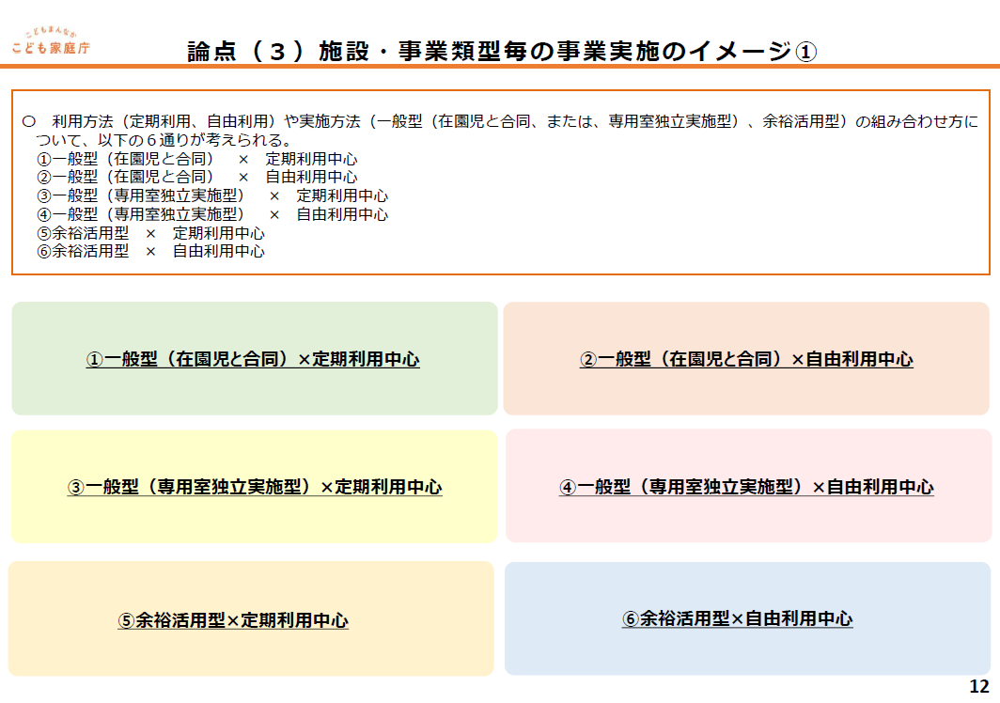 こどもまんなか
こども家庭庁
論点（３）施設・事業類型毎の事業実施のイメージ①
○　利用方法（定期利用、自由利用）や実施方法（一般型（在園児と合同、または、専用室独立実施型）、余裕活用型）の組み合わせ方に
ついて、以下の６通りが考えられる。
①一般型（在園児と合同）　×　定期利用中心
②一般型（在園児と合同）　×　自由利用中心
③一般型（専用室独立実施型）　×　定期利用中心
④一般型（専用室独立実施型）　×　自由利用中心
⑤余裕活用型　×　定期利用中心
⑥余裕活用型　×　自由利用中心
①一般型（在園児と合同）×定期利用中心
②一般型（在園児と合同）×自由利用中心
③一般型（専用室独立実施型）×定期利用中心
④一般型（専用室独立実施型）×自由利用中心
⑤余裕活用型×定期利用中心
⑥余裕活用型×自由利用中心
12